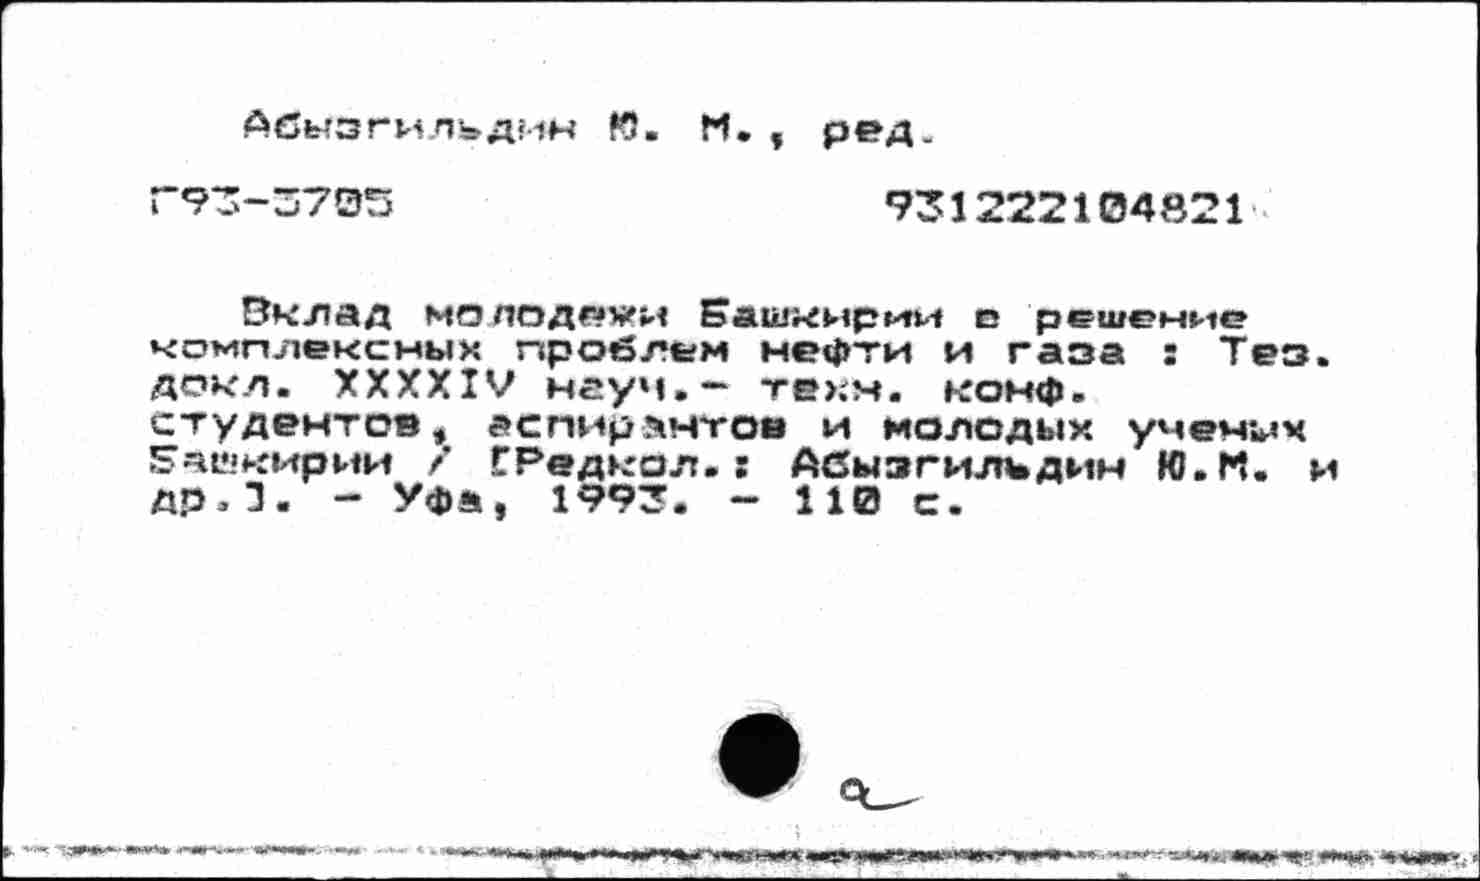 Абызгильдин Ю. М., ред.
Г93-3705 931222104821
Вклад молодежи Башкирии в решение
комплексных проблем нефти и газа : Тез.
докл. XXXXIV науч.- техн. конф.
студентов, аспирантов и молодых ученых
Башкирии / [Редкол.: Абызгильдин Ю.М. и
др.]. - Уфа, 1993. - 110 с.
а